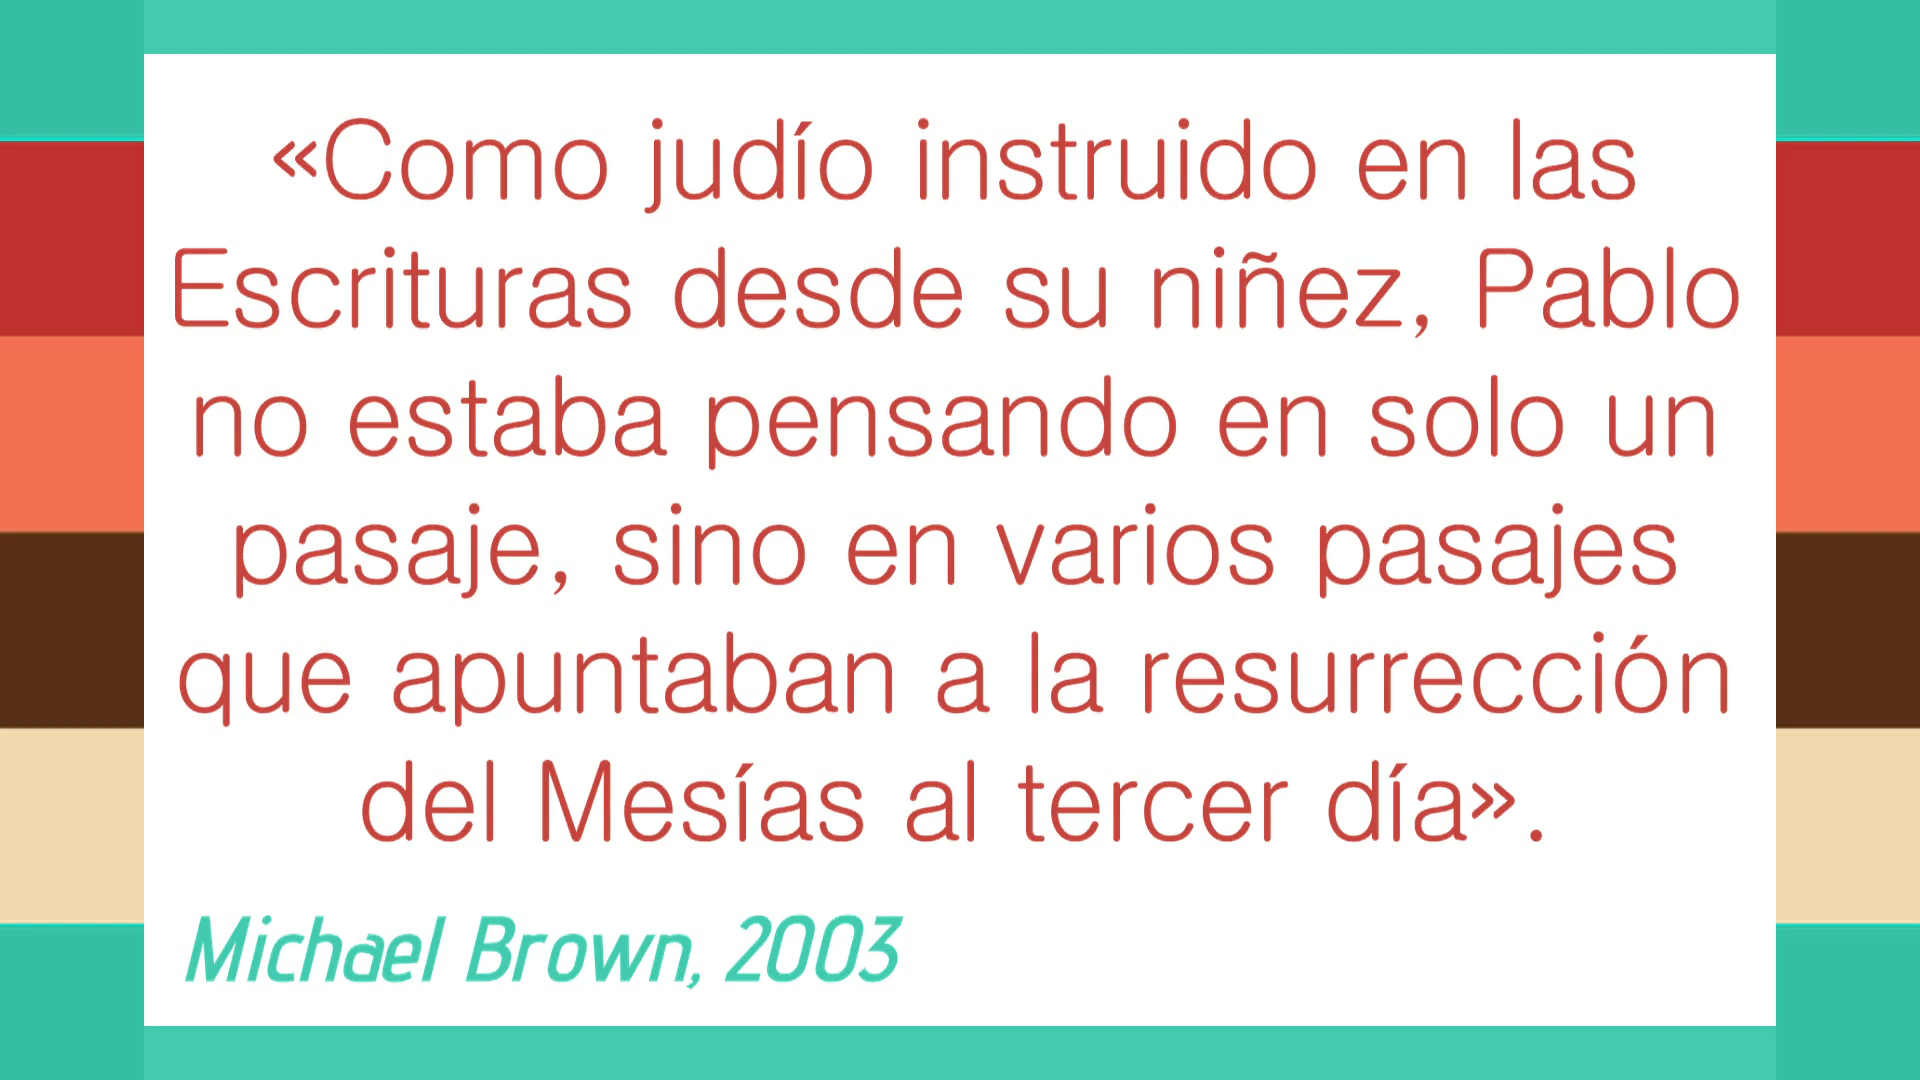 «Como judío instruido en las
Escrituras desde su niñez, Pablo
no estaba pensando en solo un
pasaje, sino en varios pasajes
que apuntaban a la resurrección
del Mesías al tercer día».
Michael Brown, 2003